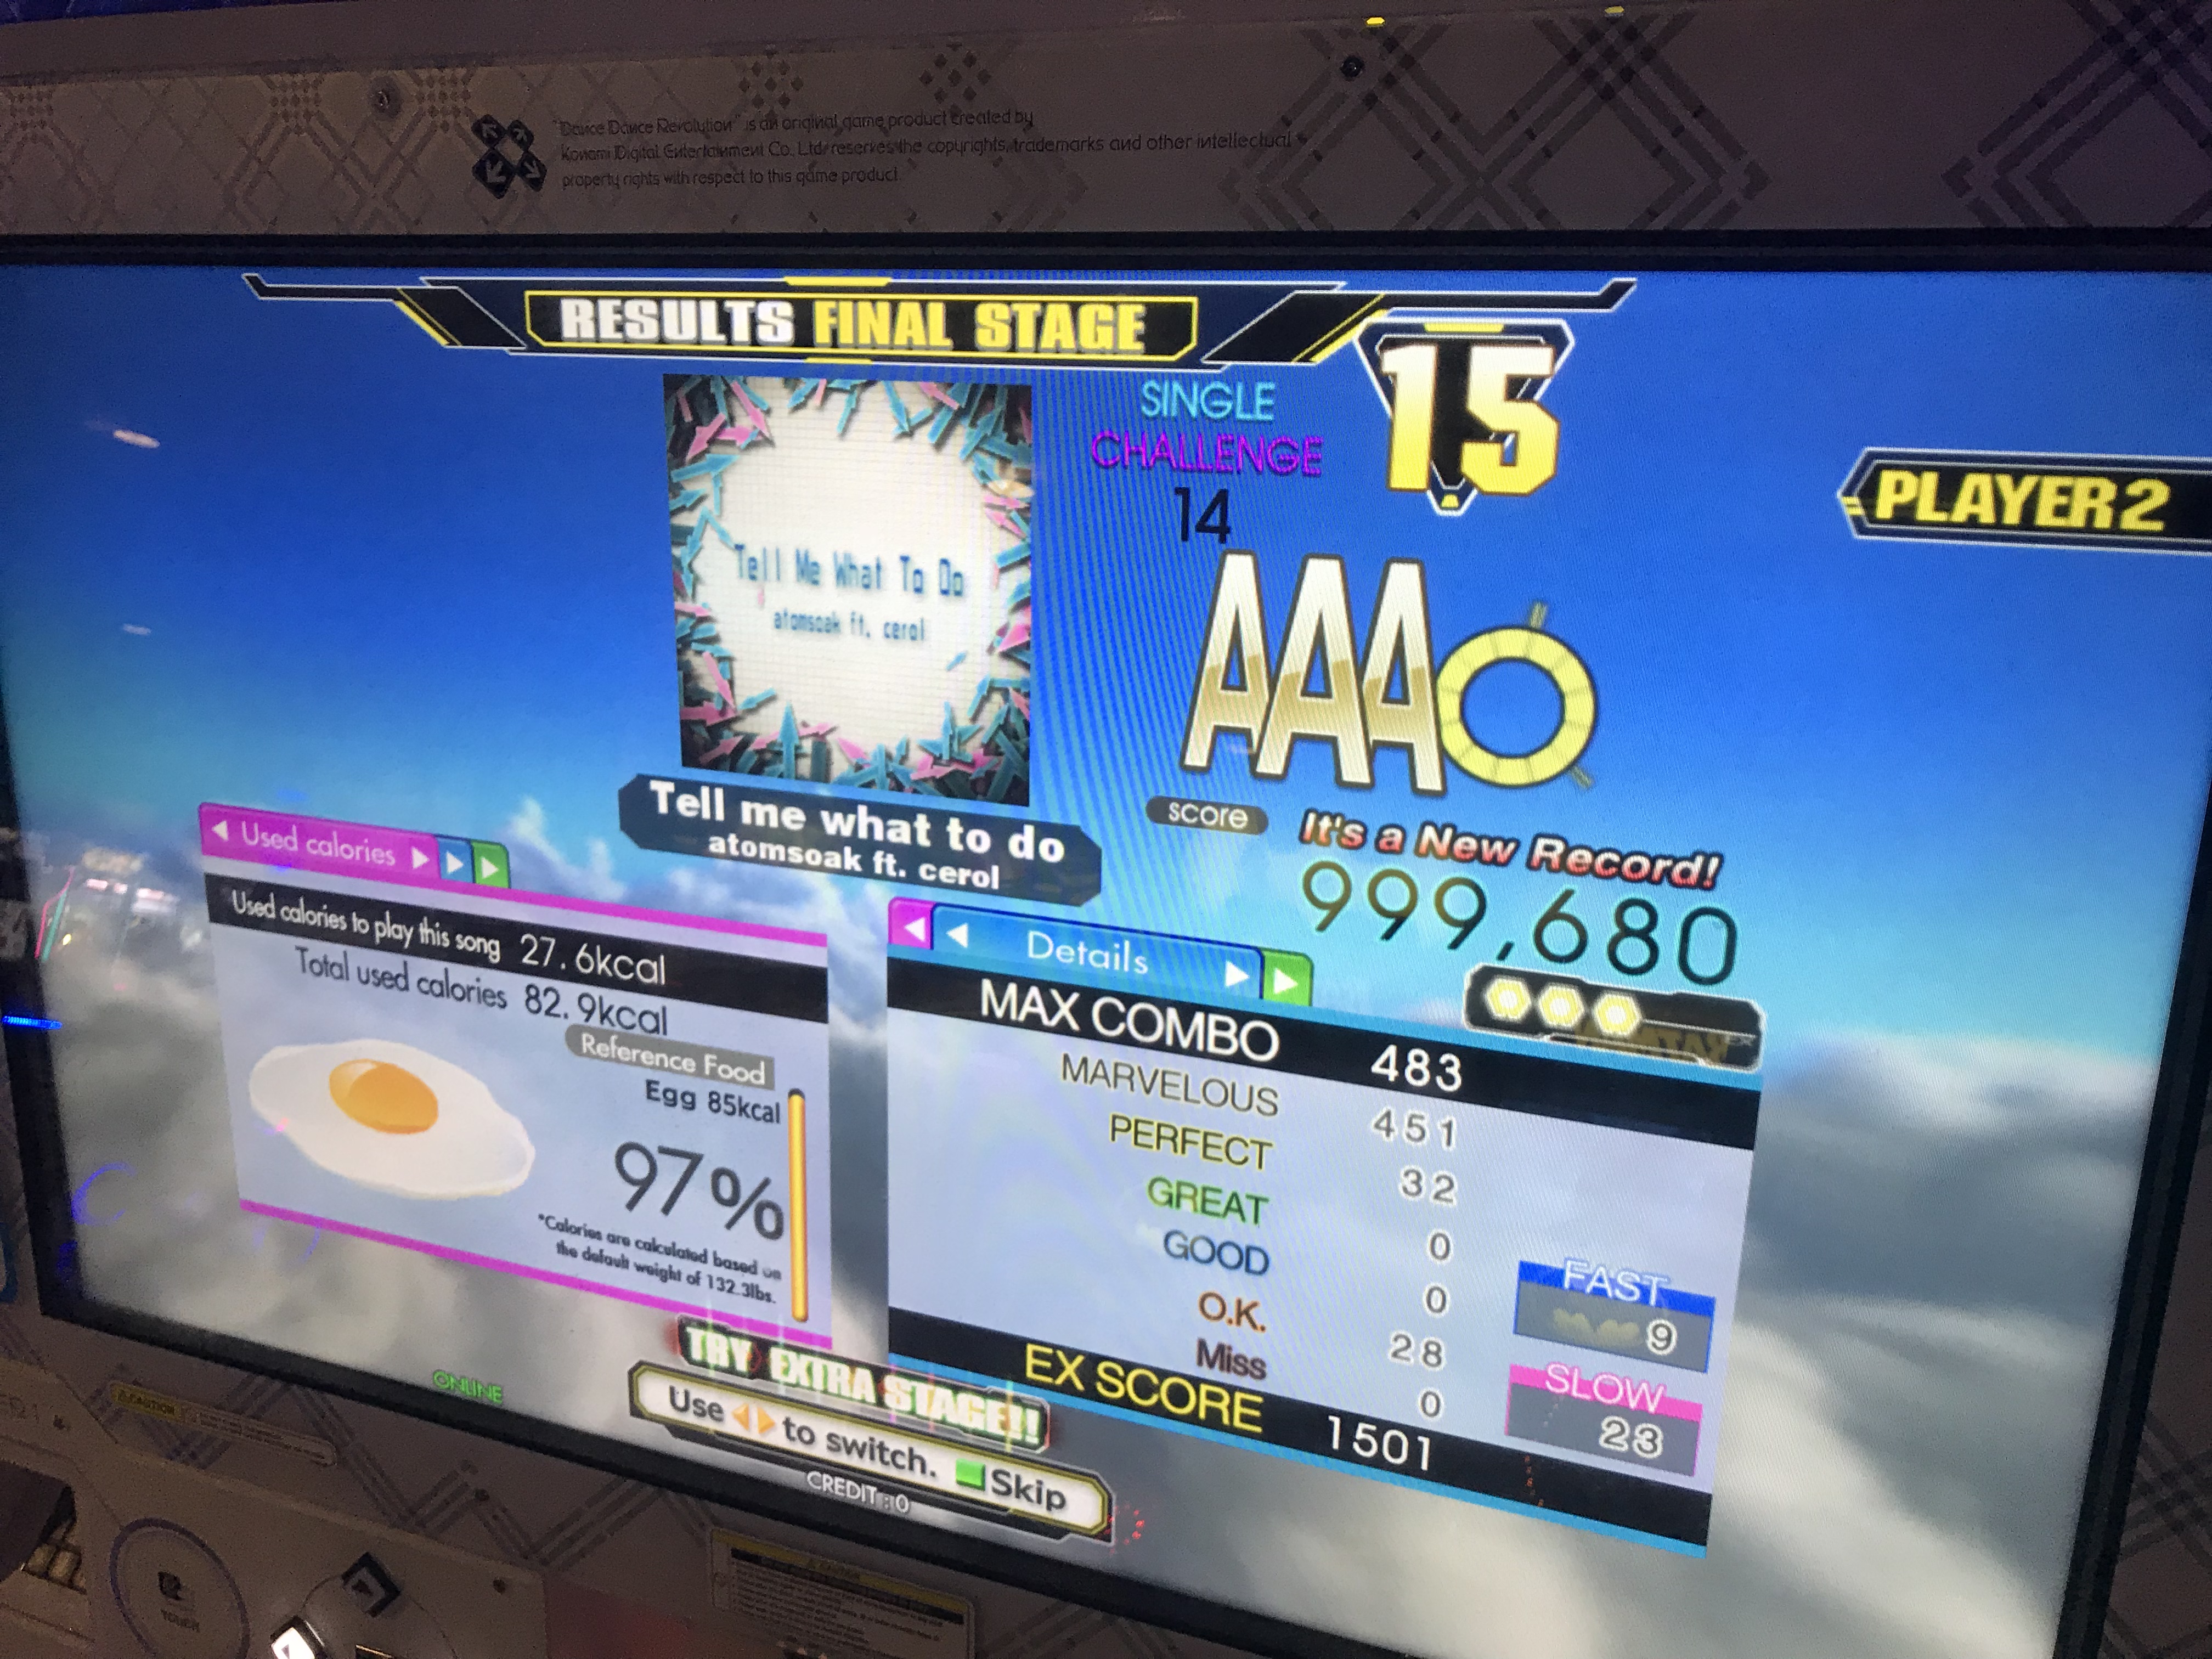 "Dance Dance Revolution" is an original game product created by
Konami Digital Entertainment Co., Ltd. reserves the copyrights, trademarks and other intellectual
property rights with respect to this game product.
RESULTS FINAL STAGE
15
SINGLE
CHALLENGE
14
PLAYER2
Tell Me What To Do
atomsoak ft. cerol
AAA
Tell me what to do
atomsoak ft. cerol
score
It's a New Record!
999,680
Used calories
Used calories to play this song 27.6kcal
Total used calories 82.9kcal
Reference Food
Egg 85kcal
97%
*Calories are calculated based on
the default weight of 132.3lbs.
Details
MAX COMBO 483
MARVELOUS 451
PERFECT 32
GREAT 0
GOOD 0
O.K. 28
Miss 0
EX SCORE 1501
FAST
9
SLOW
23
TRY EXTRA STAGE!!
Use to switch. Skip
ONLINE
CREDIT : 0
CAUTION
TOUCH